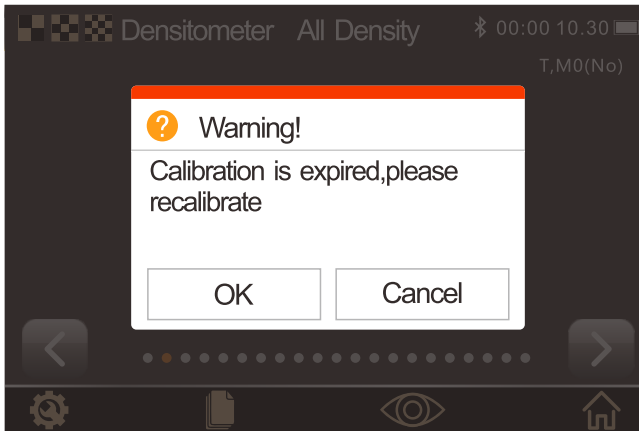 Densitometer All Density 00:00 10.30
T,M0(No)
? Warning!
Calibration is expired,please
recalibrate
OK Cancel